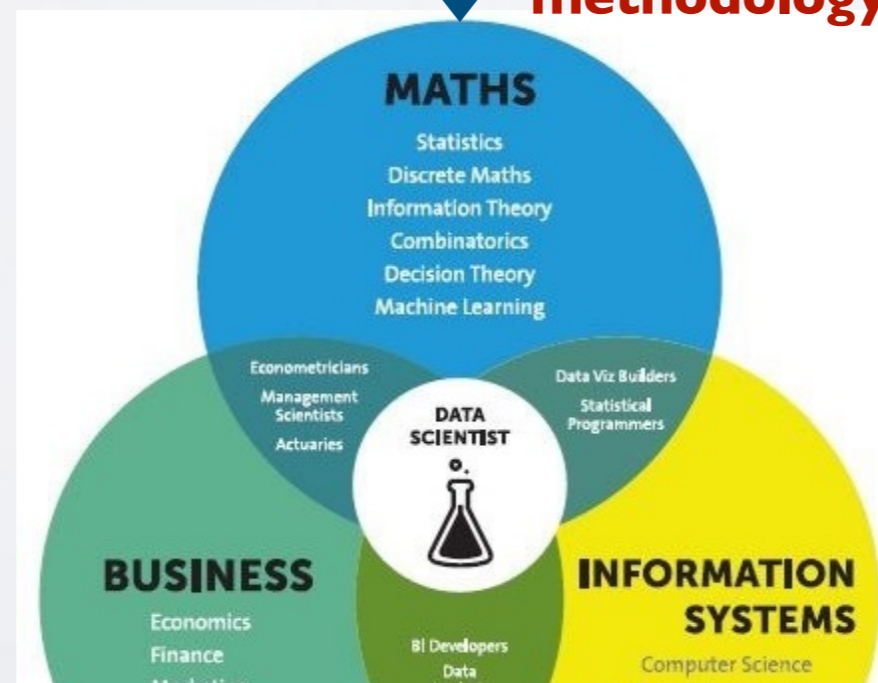 methodology
MATHS
Statistics
Discrete Maths
Information Theory
Combinatorics
Decision Theory
Machine Learning
Econometricians
Management
Scientists
Actuaries
Data Viz Builders
Statistical
Programmers
DATA
SCIENTIST
BUSINESS
Economics
Finance
INFORMATION
SYSTEMS
Computer Science
BI Developers
Data